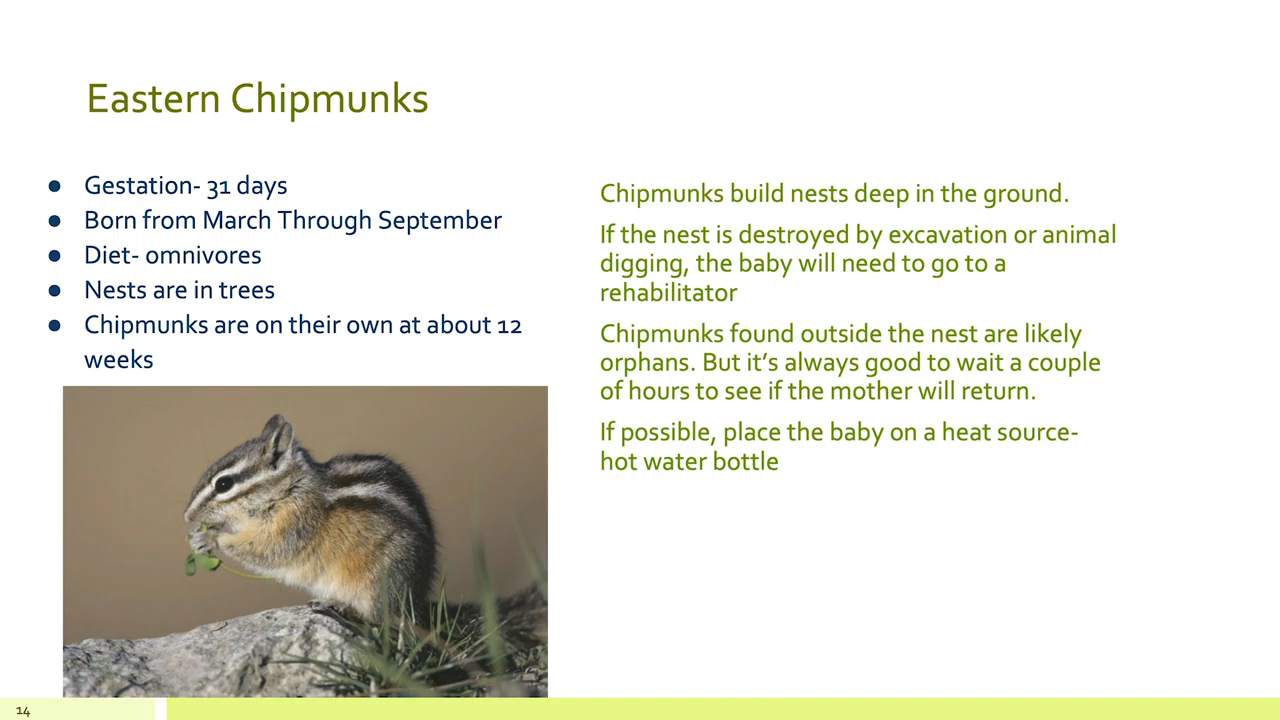 Eastern Chipmunks
● Gestation- 31 days
● Born from March Through September
● Diet- omnivores
● Nests are in trees
● Chipmunks are on their own at about 12
weeks
Chipmunks build nests deep in the ground.
If the nest is destroyed by excavation or animal
digging, the baby will need to go to a
rehabilitator
Chipmunks found outside the nest are likely
orphans. But it’s always good to wait a couple
of hours to see if the mother will return.
If possible, place the baby on a heat source-
hot water bottle
14